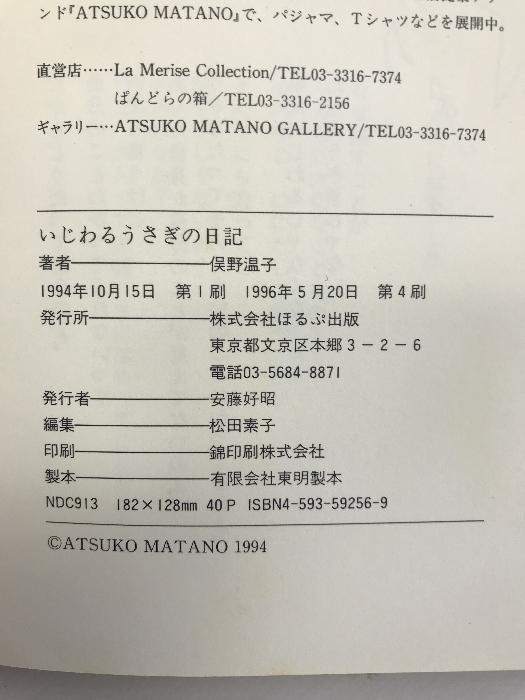 ンド『ATSUKO MATANO』で、パジャマ、Tシャツなどを展開中。
直営店……La Merise Collection/TEL03-3316-7374
ぱんどらの箱／TEL03-3316-2156
ギャラリー…ATSUKO MATANO GALLERY/TEL03-3316-7374
いじわるうさぎの日記
著者――――――俣野温子
1994年10月15日　第1刷　1996年5月20日　第4刷
発行所――――――株式会社ほるぷ出版
東京都文京区本郷3－2－6
電話03-5684-8871
発行者――――――安藤好昭
編集――――――松田素子
印刷――――――錦印刷株式会社
製本――――――有限会社東明製本
NDC913　182×128mm　40P　ISBN4-593-59256-9
©ATSUKO MATANO 1994